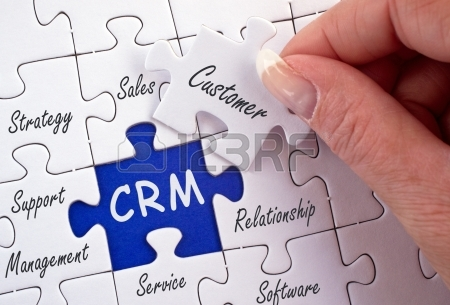 Sales
Customer
Strategy
Support
CRM
Relationship
Management
Service
Software
123RF